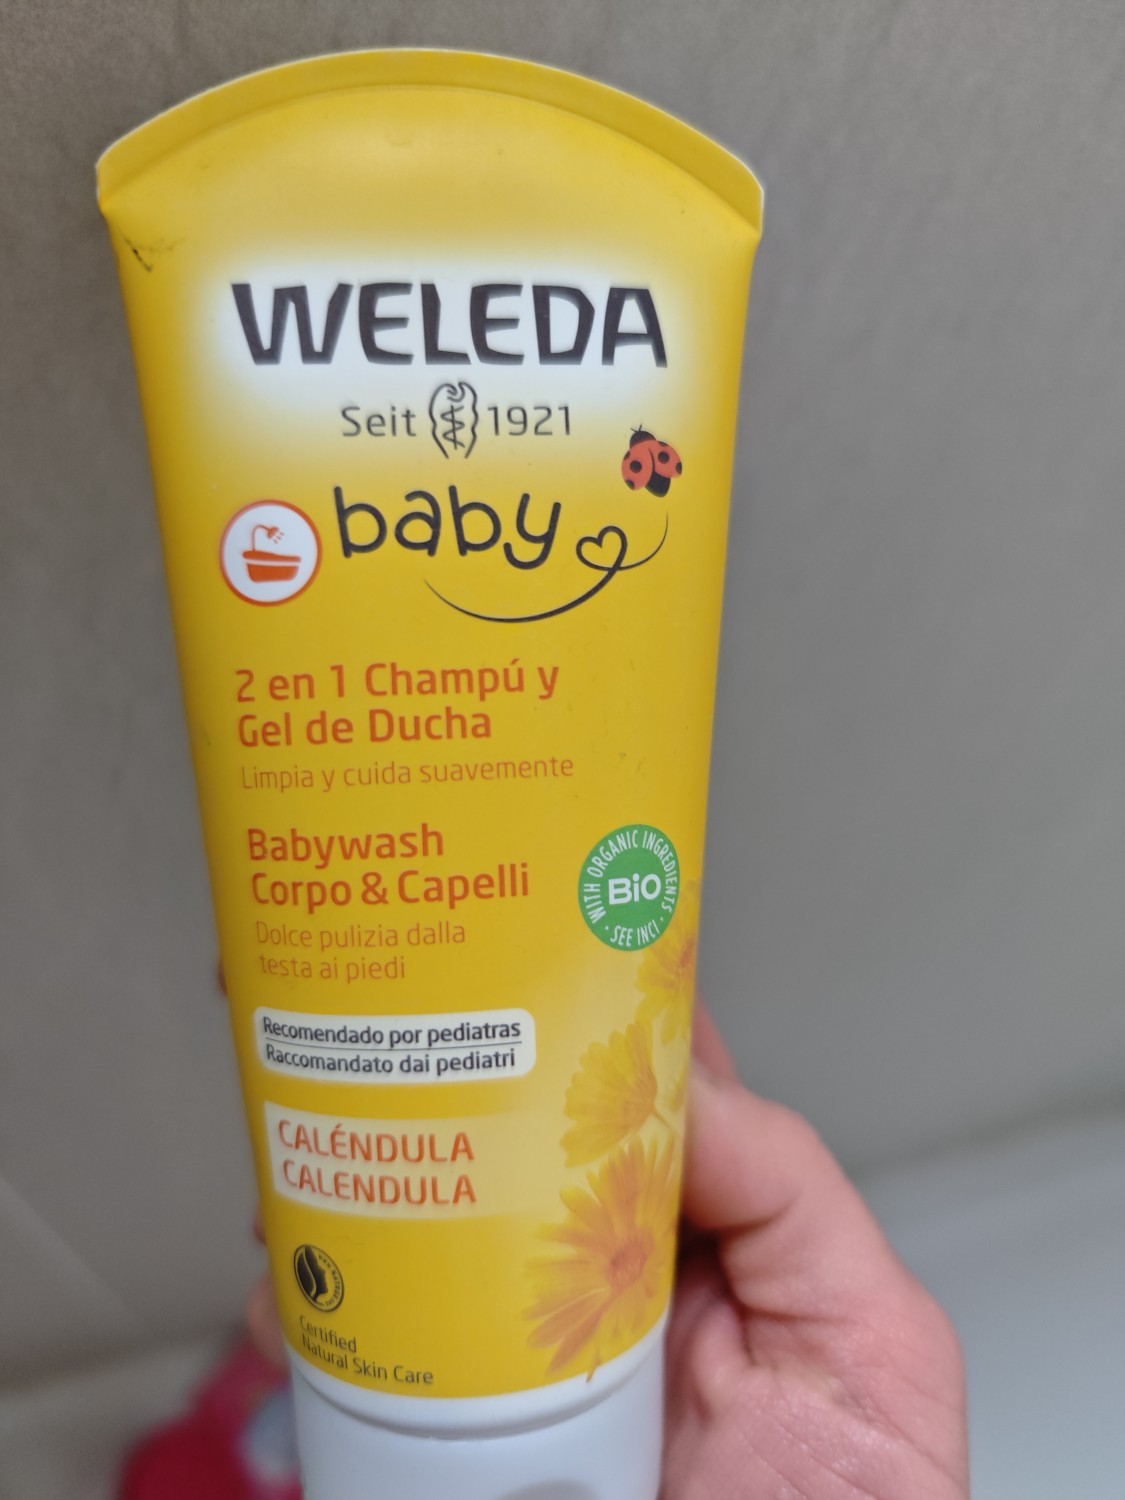 WELEDA
Seit 1921
baby
2 en 1 Champú y
Gel de Ducha
Limpia y cuida suavemente
Babywash
Corpo & Capelli
Dolce pulizia dalla
testa ai piedi
WITH ORGANIC INGREDIENTS
BiO
· SEE INCI ·
Recomendado por pediatras
Raccomandato dai pediatri
CALÉNDULA
CALENDULA
Certified
Natural Skin Care